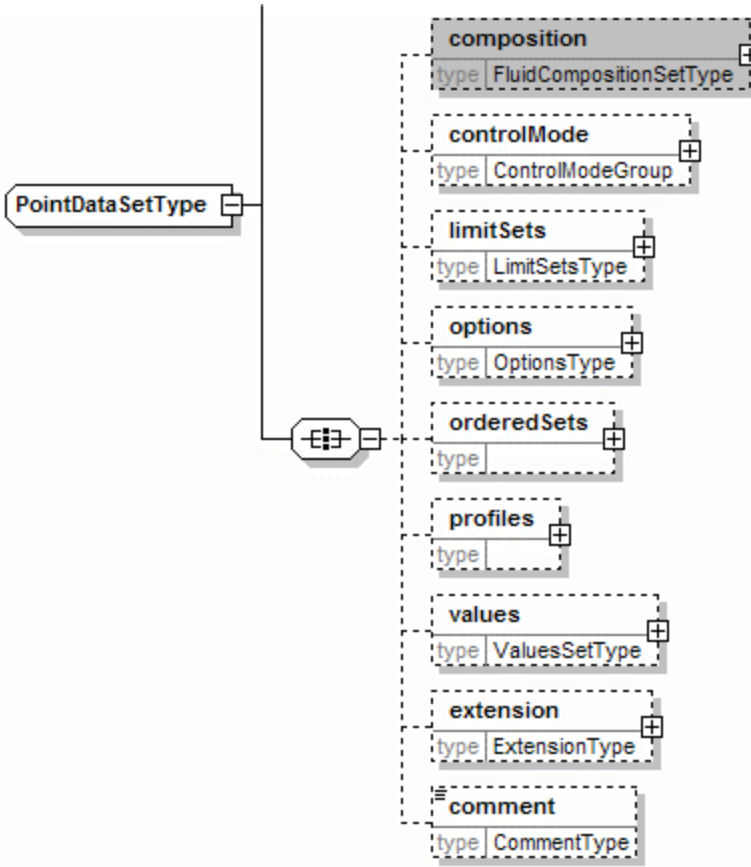 composition
type FluidCompositionSetType
controlMode
type ControlModeGroup
PointDataSetType
limitSets
type LimitSetsType
options
type OptionsType
orderedSets
type
profiles
type
values
type ValuesSetType
extension
type ExtensionType
comment
type CommentType